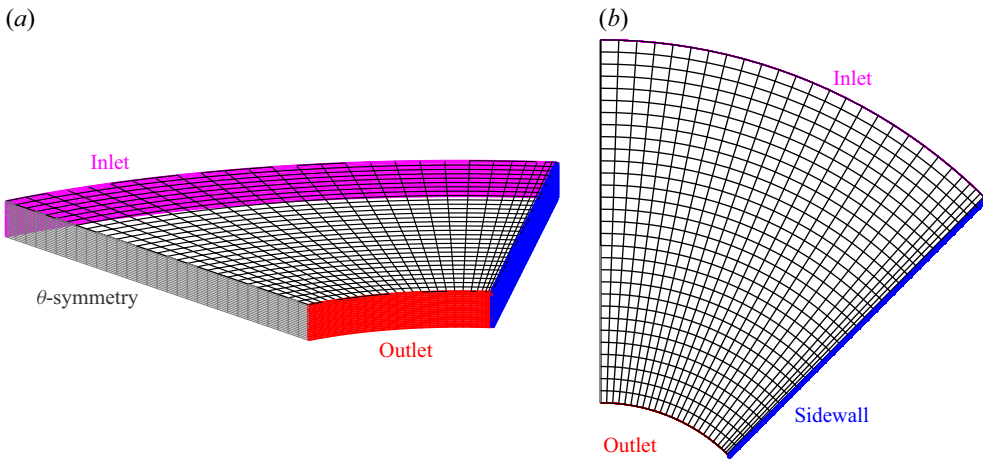 (a)
Inlet
θ-symmetry
Outlet
(b)
Inlet
Sidewall
Outlet